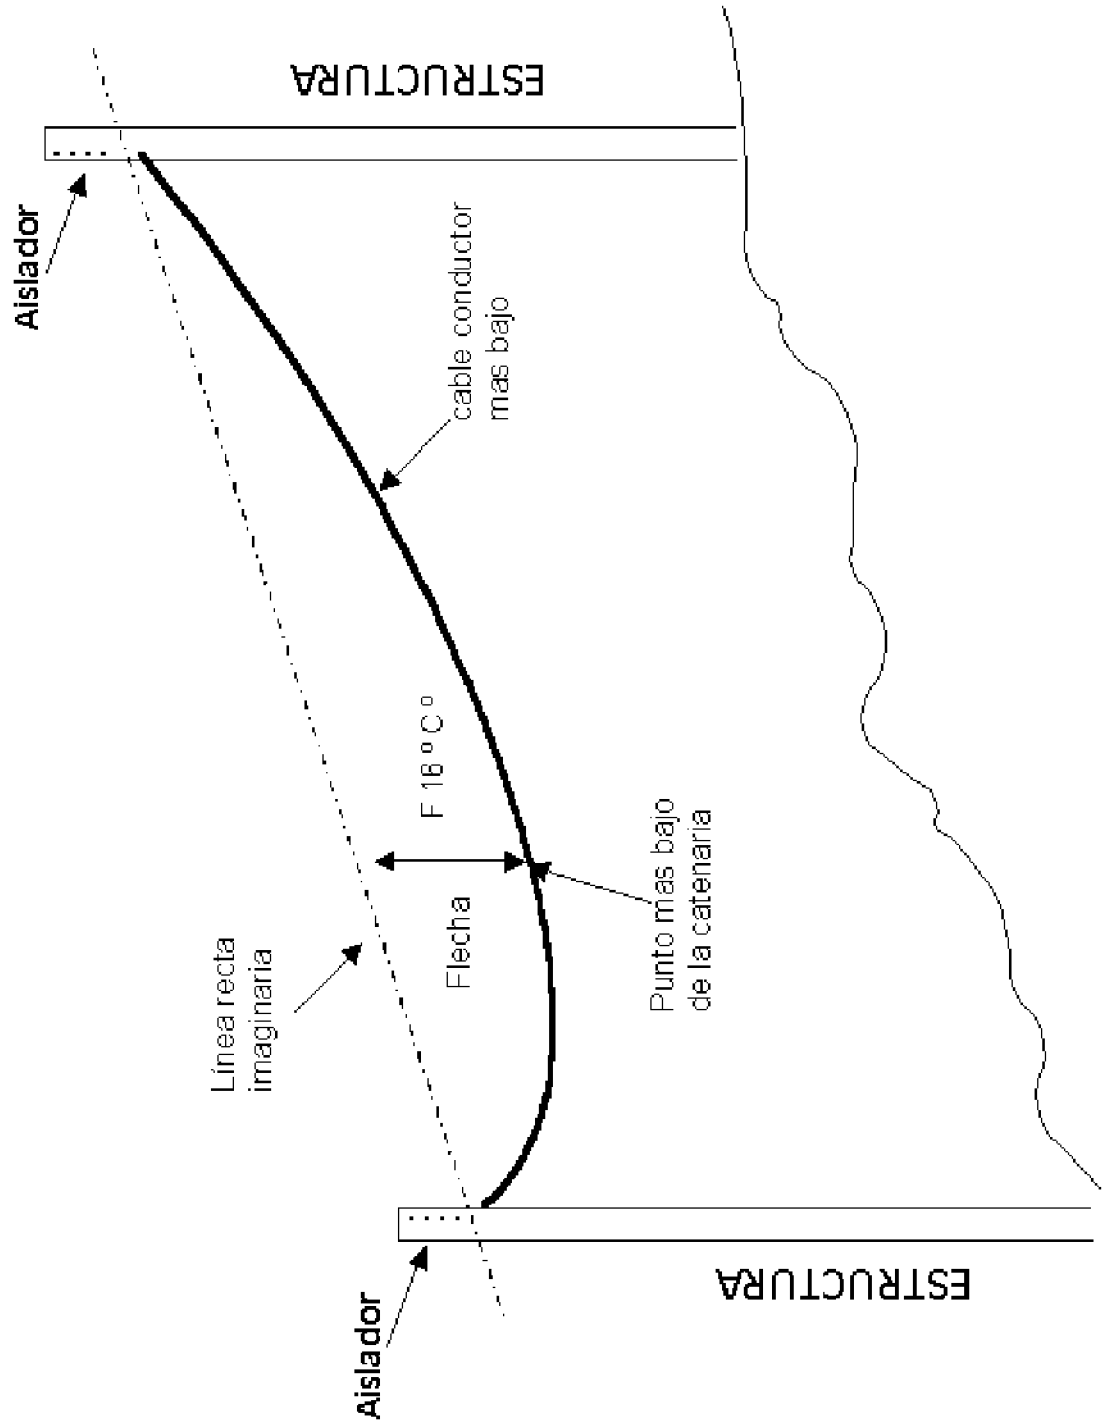 Aislador
ESTRUCTURA
cable conductor
mas bajo
Línea recta
imaginaria
F 16 º C º
Flecha
Punto mas bajo
de la catenaria
Aislador
ESTRUCTURA